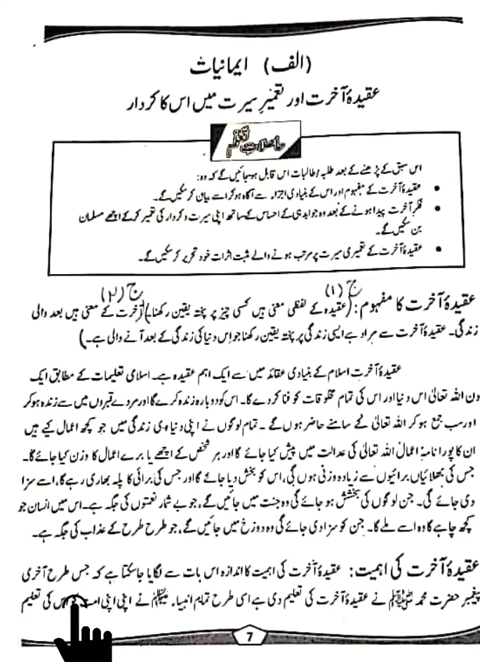 (الف) ایمانیات
عقیدۂ آخرت اور تعمیرِ سیرت میں اس کا کردار
حاصلاتِ تعلّم
اس سبق کے پڑھنے کے بعد طلبہ / طالبات اس قابل ہو جائیں گے کہ وہ:
عقیدۂ آخرت کے مفہوم اور اس کے بنیادی اجزاء سے آگاہ ہو کر اسے بیان کر سکیں گے۔
فکرِ آخرت پیدا ہونے کے بعد وہ جوابدہی کے احساس کے ساتھ اپنی سیرت و کردار کی تعمیر کر کے اچھے مسلمان
بن سکیں گے۔
عقیدۂ آخرت کے تعمیری سیرت پر مرتب ہونے والے مثبت اثرات خود تحریر کر سکیں گے۔
ج (۱) ج (۲)
عقیدۂ آخرت کا مفہوم: (عقیدہ کے لفظی معنی ہیں کسی چیز پر پختہ یقین رکھنا) (آخرت کے معنی ہیں بعد والی
زندگی۔ عقیدۂ آخرت سے مراد ہے ایسی زندگی پر پختہ یقین رکھنا جو اس دنیا کی زندگی کے بعد آنے والی ہے۔)
عقیدۂ آخرت اسلام کے بنیادی عقائد میں سے ایک اہم عقیدہ ہے۔ اسلامی تعلیمات کے مطابق ایک
دن اللہ تعالیٰ اس دنیا اور اس کی تمام مخلوقات کو فنا کر دے گا۔ اس کو دوبارہ زندہ کرے گا اور مردے قبروں میں سے زندہ ہو کر
اور سب جمع ہو کر اللہ تعالیٰ کے سامنے حاضر ہوں گے۔ تمام لوگوں نے اپنی دنیاوی زندگی میں جو کچھ اعمال کیے ہیں
ان کا پورا نامۂ اعمال اللہ تعالیٰ کی عدالت میں پیش کیا جائے گا اور ہر شخص کے اچھے یا برے اعمال کا وزن کیا جائے گا۔
جس کی بھلائیاں برائیوں سے زیادہ وزنی ہوں گی، اس کو بخش دیا جائے گا اور جس کی برائی کا پلہ بھاری رہے گا، اسے سزا
دی جائے گی۔ جن لوگوں کی بخشش ہو جائے گی وہ جنت میں جائیں گے، جو بے شمار نعمتوں کی جگہ ہے۔ اس میں انسان جو
کچھ چاہے گا وہ اسے ملے گا۔ جن کو سزا دی جائے گی وہ دوزخ میں جائیں گے، جو طرح طرح کے عذاب کی جگہ ہے۔
عقیدۂ آخرت کی اہمیت: عقیدۂ آخرت کی اہمیت کا اندازہ اس بات سے لگایا جا سکتا ہے کہ جس طرح آخری
پیغمبر حضرت محمد ﷺ نے عقیدۂ آخرت کی تعلیم دی ہے اسی طرح تمام انبیاء نے اپنی اپنی کی تعلیم
7